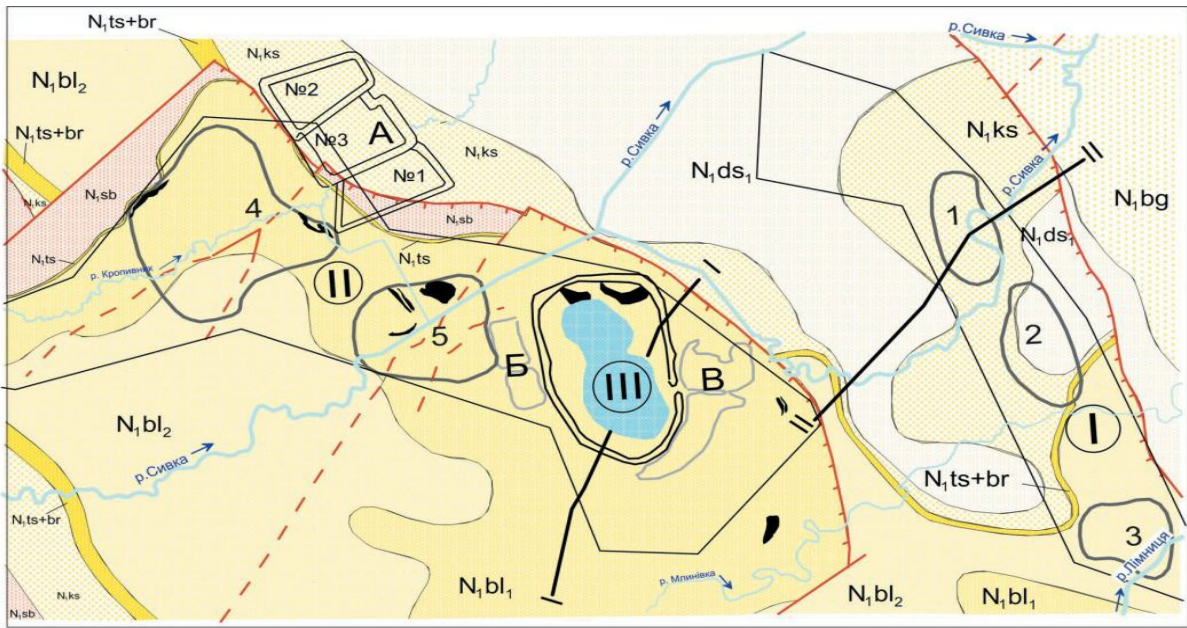 N₁ts+br
р.Сивка
N₁ks
N₁bl₂
№2
N₁ks
А
№3
N₁ts+br
N₁ks
№1
N₁ds₁
р.Сивка
р.Сивка
II
N₁bg
N₁ks
N₁sb
4
N₁sb
1
N₁ds₁
N₁ts
N₁ts
р. Кропивник
II
I
5
2
Б
III
В
N₁bl₂
II
I
р.Сивка
N₁ts+br
N₁ts+br
3
р.Лімниця
р. Млинівка
N₁bl₁
I
N₁bl₂
N₁bl₁
N₁ks
N₁sb